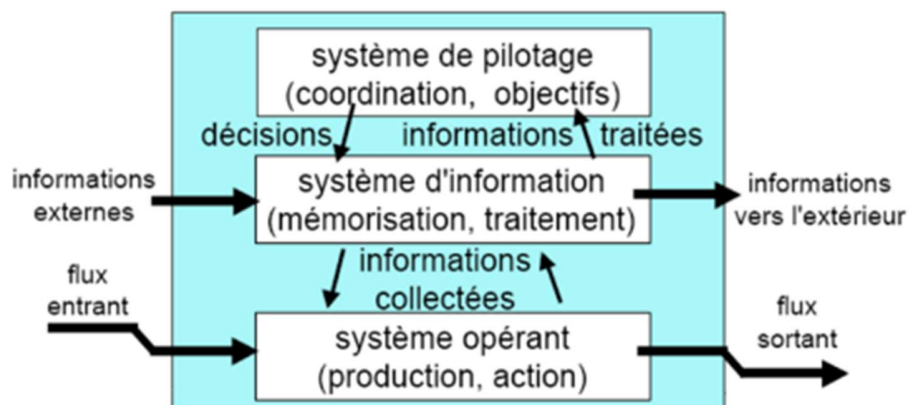 système de pilotage
(coordination, objectifs)
décisions informations traitées
informations
externes
système d'information
(mémorisation, traitement)
informations
vers l'extérieur
informations
collectées
flux
entrant
système opérant
(production, action)
flux
sortant